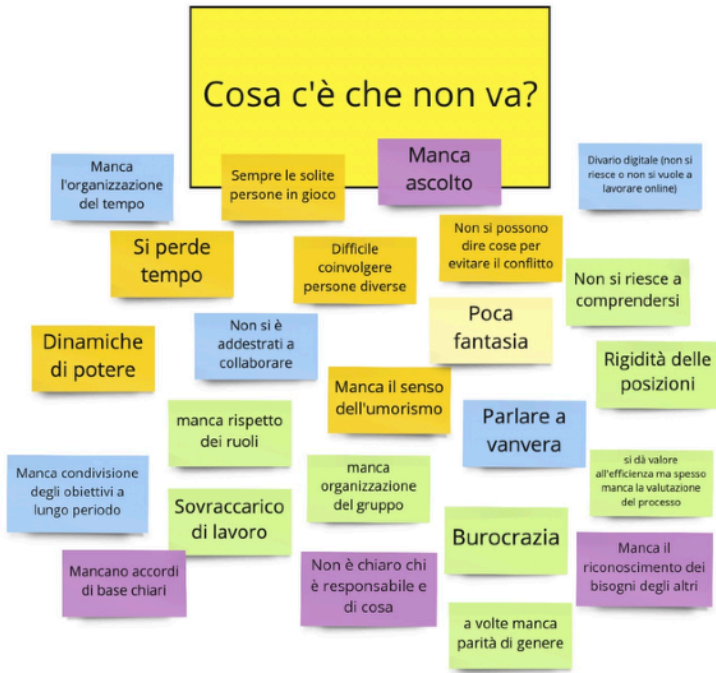 Cosa c'è che non va?
Manca
l'organizzazione
del tempo
Sempre le solite
persone in gioco
Manca
ascolto
Divario digitale (non si
riesce o non si vuole a
lavorare online)
Si perde
tempo
Difficile
coinvolgere
persone diverse
Non si possono
dire cose per
evitare il conflitto
Non si riesce a
comprendersi
Dinamiche
di potere
Non si è
addestrati a
collaborare
Poca
fantasia
Manca il senso
dell'umorismo
Rigidità delle
posizioni
manca rispetto
dei ruoli
Parlare a
vanvera
Manca condivisione
degli obiettivi a
lungo periodo
Sovraccarico
di lavoro
manca
organizzazione
del gruppo
si dà valore
all'efficienza ma spesso
manca la valutazione
del processo
Burocrazia
Mancano accordi
di base chiari
Non è chiaro chi
è responsabile e
di cosa
Manca il
riconoscimento dei
bisogni degli altri
a volte manca
parità di genere